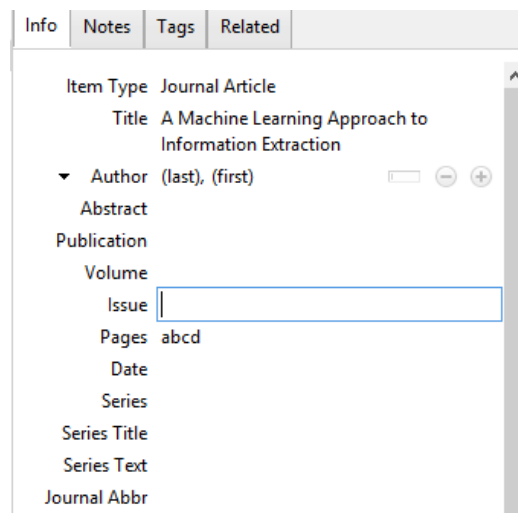 Info Notes Tags Related
Item Type Journal Article
Title A Machine Learning Approach to
Information Extraction
Author (last), (first)
Abstract
Publication
Volume
Issue
Pages abcd
Date
Series
Series Title
Series Text
Journal Abbr